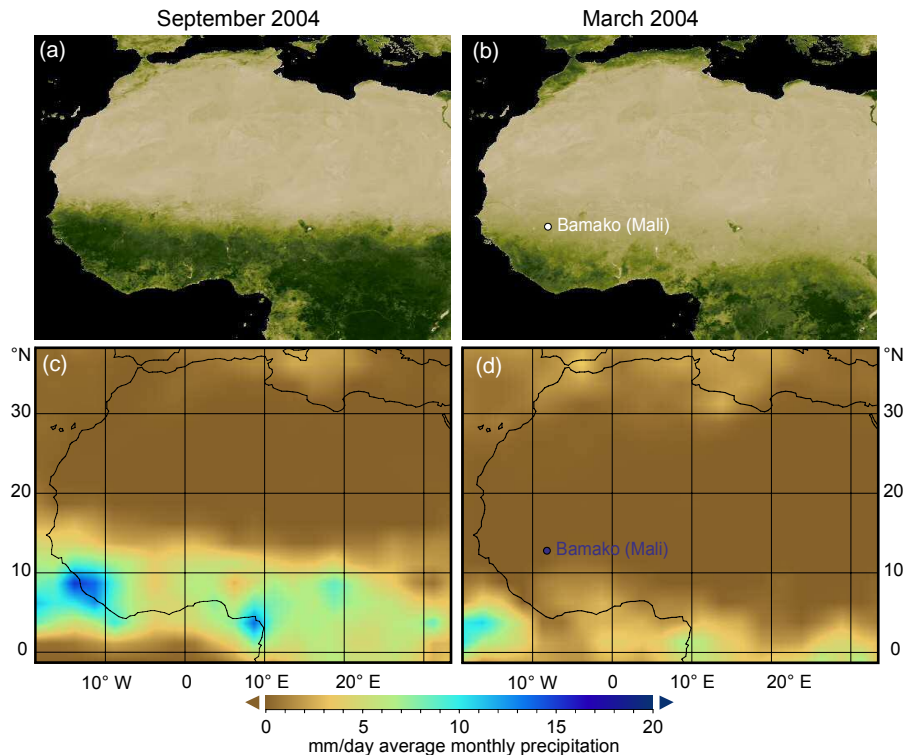 September 2004
March 2004
(a)
(b)
Bamako (Mali)
°N
(c)
(d)
°N
30
30
20
20
Bamako (Mali)
10
10
0
0
10° W
0
10° E
20° E
10° W
0
10° E
20° E
0
5
10
15
20
mm/day average monthly precipitation